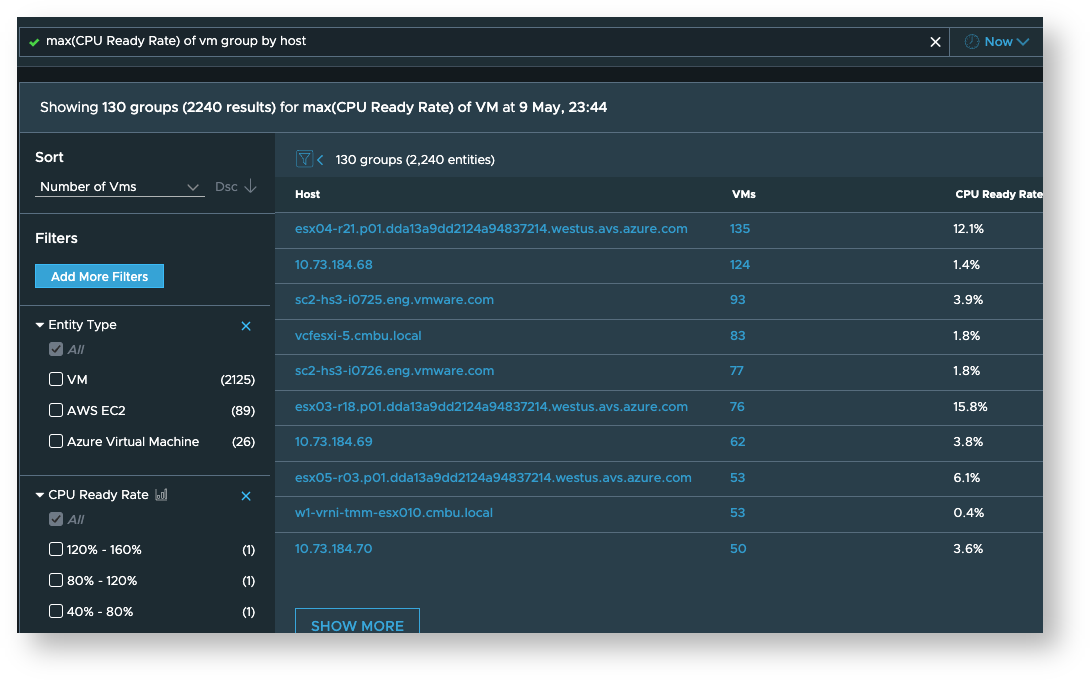 max(CPU Ready Rate) of vm group by host
Now
Showing 130 groups (2240 results) for max(CPU Ready Rate) of VM at 9 May, 23:44
Sort
Number of Vms Dsc
Filters
Add More Filters
Entity Type
All
VM (2125)
AWS EC2 (89)
Azure Virtual Machine (26)
CPU Ready Rate
All
120% - 160% (1)
80% - 120% (1)
40% - 80% (1)
130 groups (2,240 entities)
Host VMs CPU Ready Rate
esx04-r21.p01.dda13a9dd2124a94837214.westus.avs.azure.com 135 12.1%
10.73.184.68 124 1.4%
sc2-hs3-i0725.eng.vmware.com 93 3.9%
vcfesxi-5.cmbu.local 83 1.8%
sc2-hs3-i0726.eng.vmware.com 77 1.8%
esx03-r18.p01.dda13a9dd2124a94837214.westus.avs.azure.com 76 15.8%
10.73.184.69 62 3.8%
esx05-r03.p01.dda13a9dd2124a94837214.westus.avs.azure.com 53 6.1%
w1-vrni-tmm-esx010.cmbu.local 53 0.4%
10.73.184.70 50 3.6%
SHOW MORE